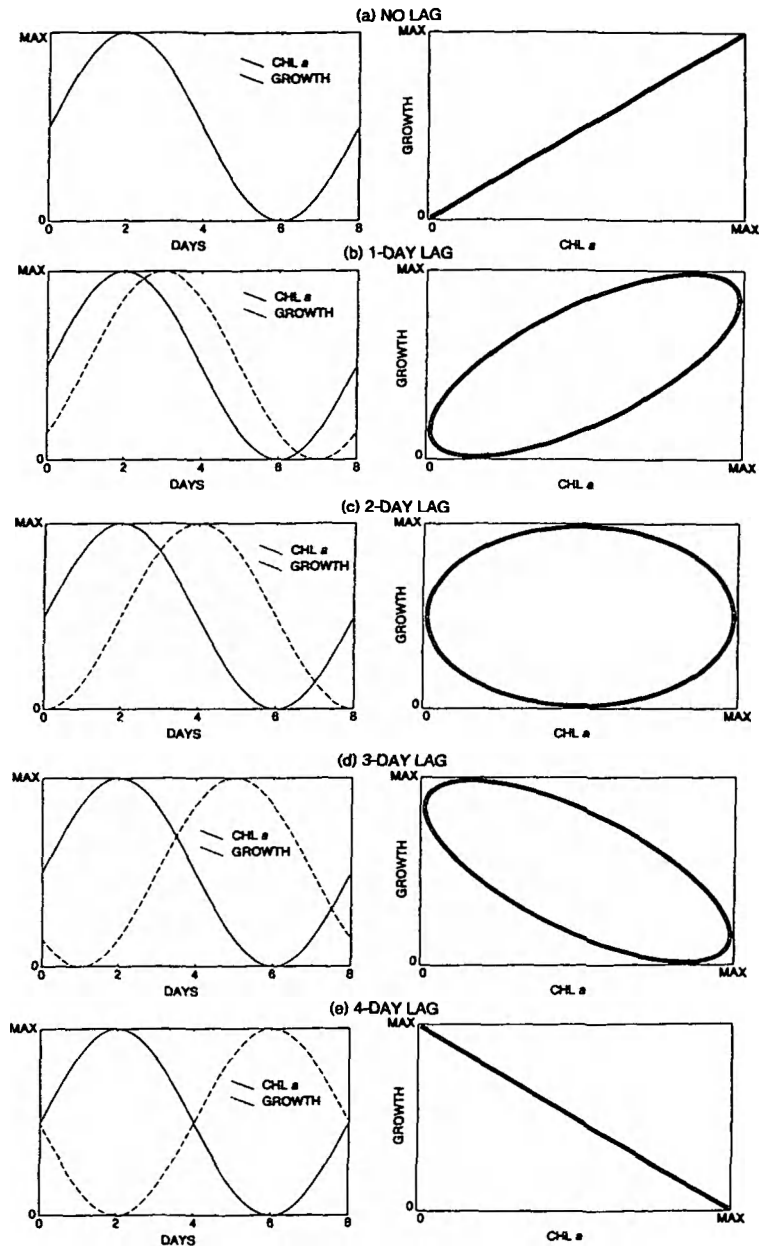 (a) NO LAG
MAX
CHL a
GROWTH
0
0 2 4 6 8
DAYS
MAX
GROWTH
0
0 MAX
CHL a
(b) 1-DAY LAG
MAX
CHL a
GROWTH
0
0 2 4 6 8
DAYS
MAX
GROWTH
0
0 MAX
CHL a
(c) 2-DAY LAG
MAX
CHL a
GROWTH
0
0 2 4 6 8
DAYS
MAX
GROWTH
0
0 MAX
CHL a
(d) 3-DAY LAG
MAX
CHL a
GROWTH
0
0 2 4 6 8
DAYS
MAX
GROWTH
0
0 MAX
CHL a
(e) 4-DAY LAG
MAX
CHL a
GROWTH
0
0 2 4 6 8
DAYS
MAX
GROWTH
0
0 MAX
CHL a